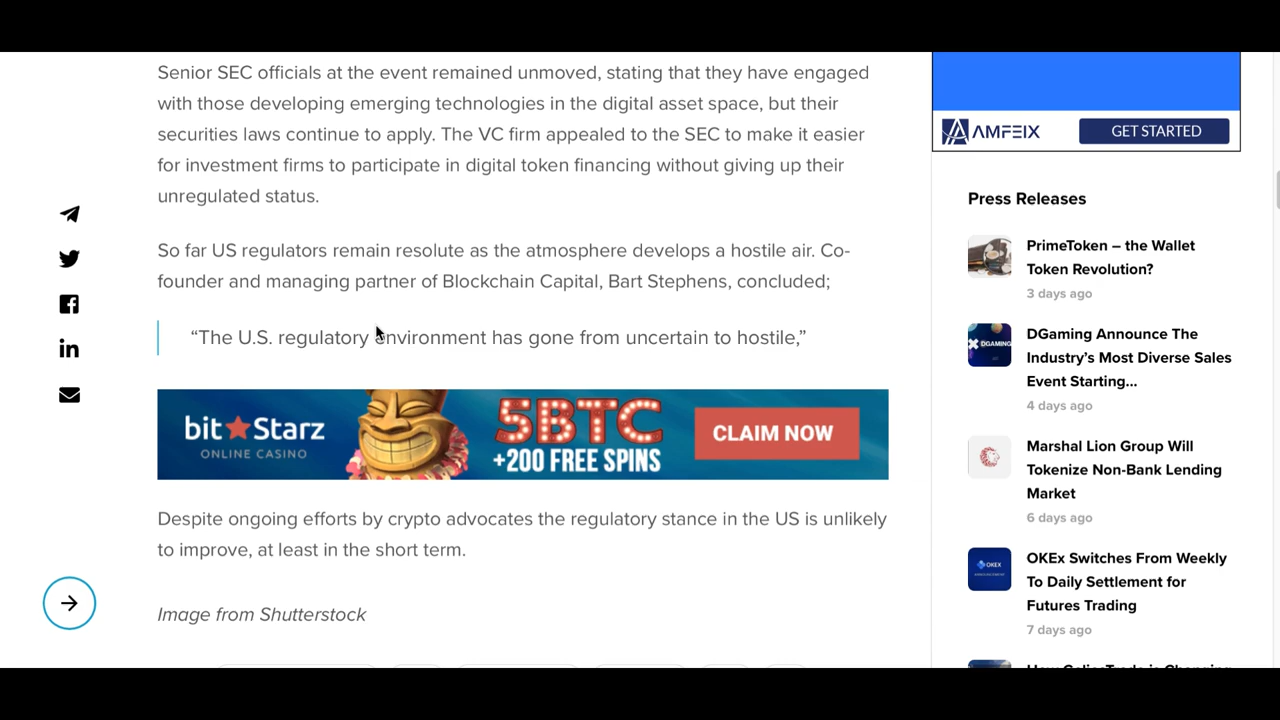 Senior SEC officials at the event remained unmoved, stating that they have engaged
with those developing emerging technologies in the digital asset space, but their
securities laws continue to apply. The VC firm appealed to the SEC to make it easier
for investment firms to participate in digital token financing without giving up their
unregulated status.
So far US regulators remain resolute as the atmosphere develops a hostile air. Co-
founder and managing partner of Blockchain Capital, Bart Stephens, concluded;
“The U.S. regulatory environment has gone from uncertain to hostile,”
bit Starz
ONLINE CASINO
5BTC
+200 FREE SPINS
CLAIM NOW
Despite ongoing efforts by crypto advocates the regulatory stance in the US is unlikely
to improve, at least in the short term.
Image from Shutterstock
AMFEIX
GET STARTED
Press Releases
PrimeToken – the Wallet
Token Revolution?
3 days ago
DGAMING
DGaming Announce The
Industry’s Most Diverse Sales
Event Starting...
4 days ago
Marshal Lion Group Will
Tokenize Non-Bank Lending
Market
6 days ago
OKEX
OKEx Switches From Weekly
To Daily Settlement for
Futures Trading
7 days ago